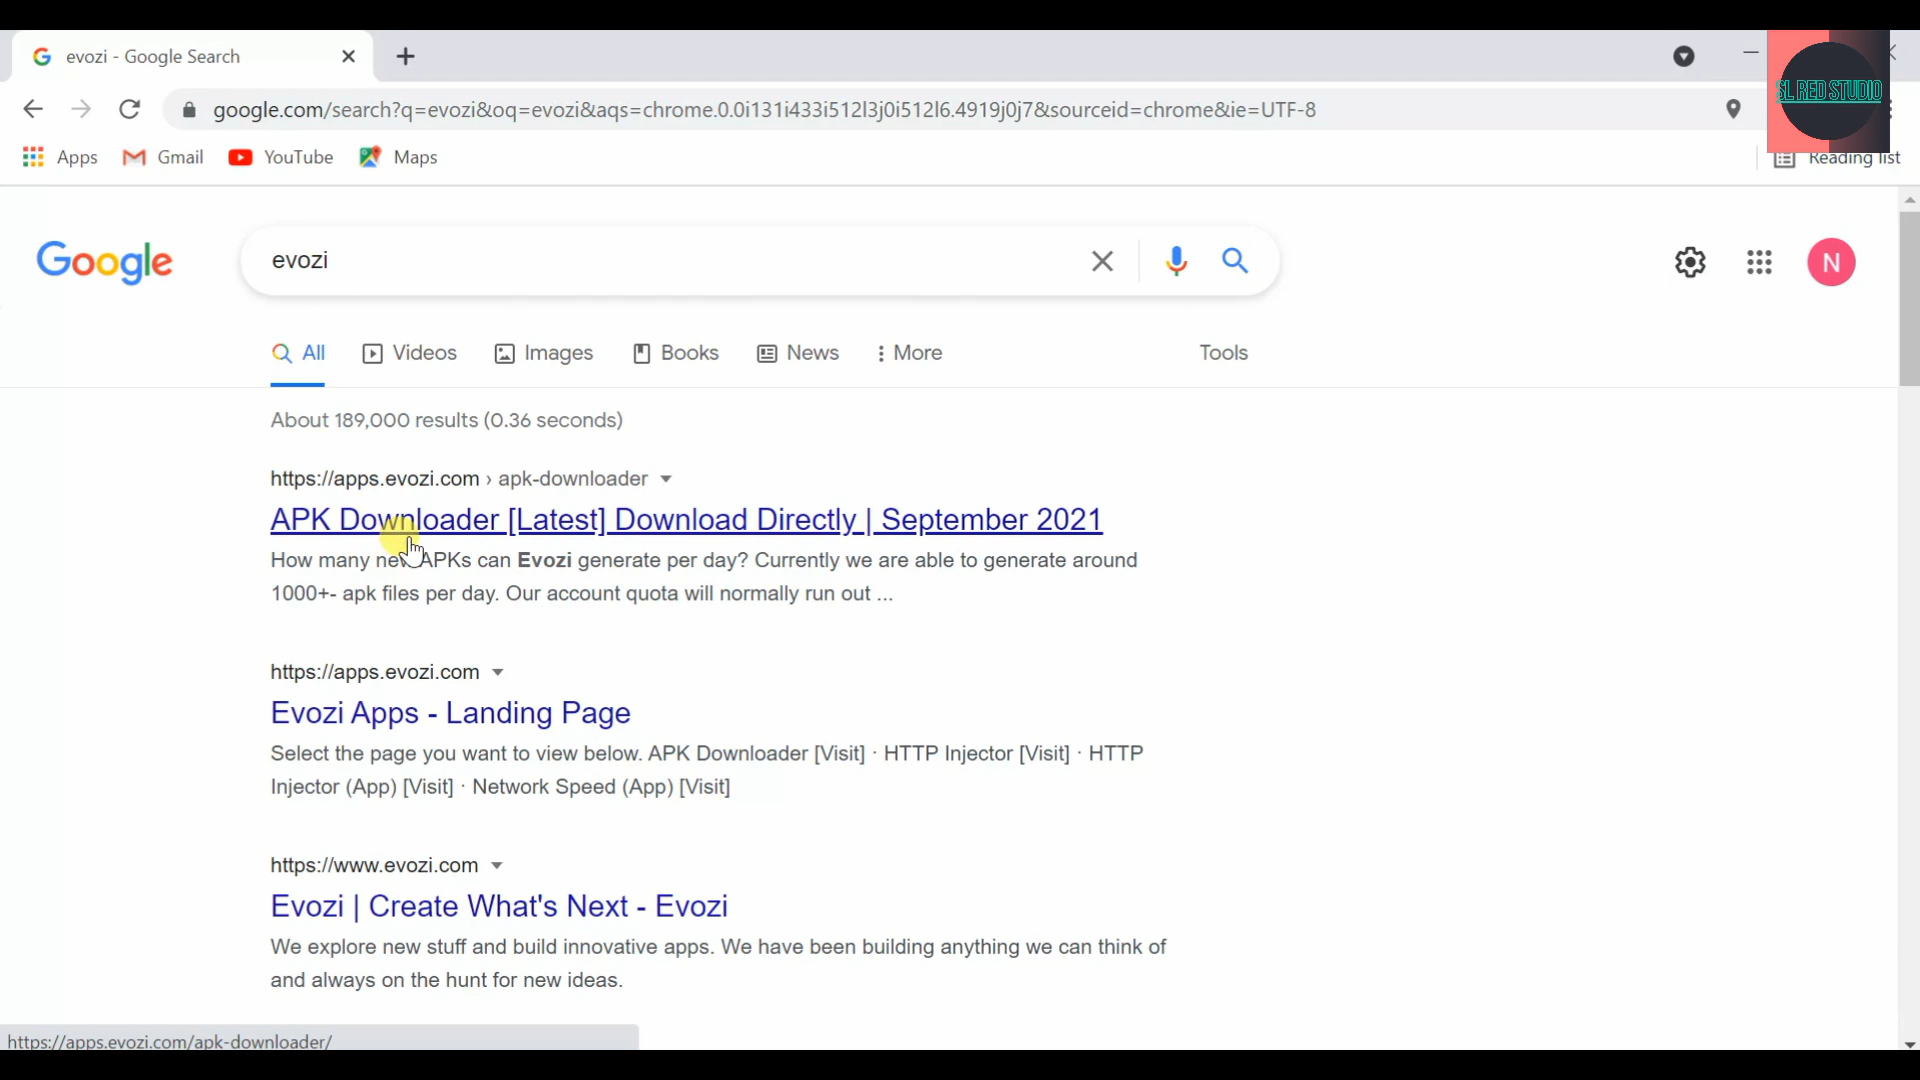 evozi - Google Search
SL RED STUDIO
google.com/search?q=evozi&oq=evozi&aqs=chrome.0.0i131i433i512l3j0i512l6.4919j0j7&sourceid=chrome&ie=UTF-8
Apps Gmail YouTube Maps Reading list
Google evozi N
All Videos Images Books News More Tools
About 189,000 results (0.36 seconds)
https://apps.evozi.com › apk-downloader
APK Downloader [Latest] Download Directly | September 2021
How many new APKs can Evozi generate per day? Currently we are able to generate around
1000+- apk files per day. Our account quota will normally run out ...
https://apps.evozi.com
Evozi Apps - Landing Page
Select the page you want to view below. APK Downloader [Visit] · HTTP Injector [Visit] · HTTP
Injector (App) [Visit] · Network Speed (App) [Visit]
https://www.evozi.com
Evozi | Create What's Next - Evozi
We explore new stuff and build innovative apps. We have been building anything we can think of
and always on the hunt for new ideas.
https://apps.evozi.com/apk-downloader/